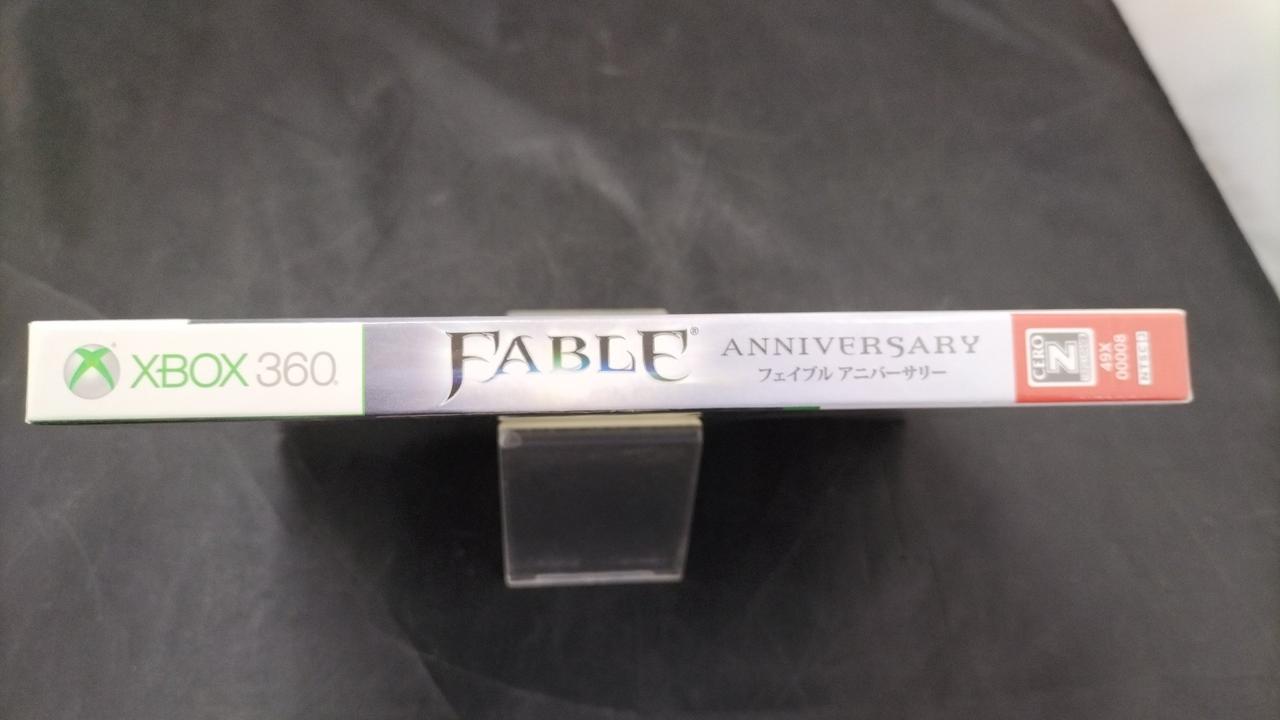 XBOX 360
FABLE®
ANNIVERSARY
フェイブル アニバーサリー
CERO
Z
49X
00008